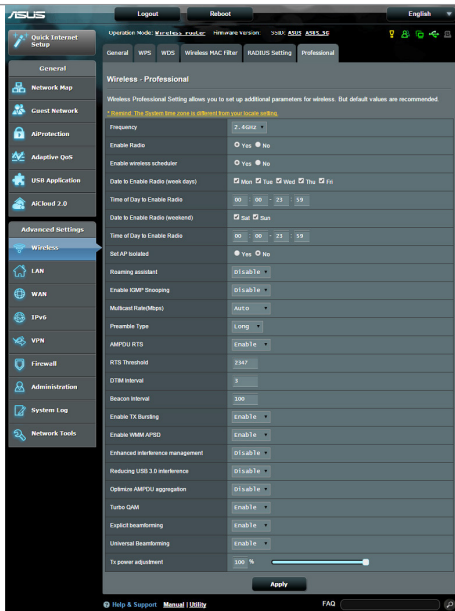 ASUS
Logout
Reboot
English
Quick Internet Setup
Operation Mode: Wireless router Firmware Version: SSID: ASUS ASUS_5G
General WPS WDS Wireless MAC Filter RADIUS Setting Professional
General
Network Map
Guest Network
AiProtection
Adaptive QoS
USB Application
AiCloud 2.0
Advanced Settings
Wireless
LAN
WAN
IPv6
VPN
Firewall
Administration
System Log
Network Tools
Wireless - Professional
Wireless Professional Setting allows you to set up additional parameters for wireless. But default values are recommended.
* Remind: The System time zone is different from your locale setting.
Frequency 2.4GHz
Enable Radio Yes No
Enable wireless scheduler Yes No
Date to Enable Radio (week days) Mon Tue Wed Thu Fri
Time of Day to Enable Radio 00 : 00 - 23 : 59
Date to Enable Radio (weekend) Sat Sun
Time of Day to Enable Radio 00 : 00 - 23 : 59
Set AP Isolated Yes No
Roaming assistant Disable
Enable IGMP Snooping Disable
Multicast Rate(Mbps) Auto
Preamble Type Long
AMPDU RTS Enable
RTS Threshold 2347
DTIM Interval 3
Beacon Interval 100
Enable TX Bursting Enable
Enable WMM APSD Enable
Enhanced interference management Disable
Reducing USB 3.0 interference Disable
Optimize AMPDU aggregation Disable
Turbo QAM Enable
Explicit beamforming Enable
Universal Beamforming Enable
Tx power adjustment 100 %
Apply
Help & Support Manual | Utility FAQ